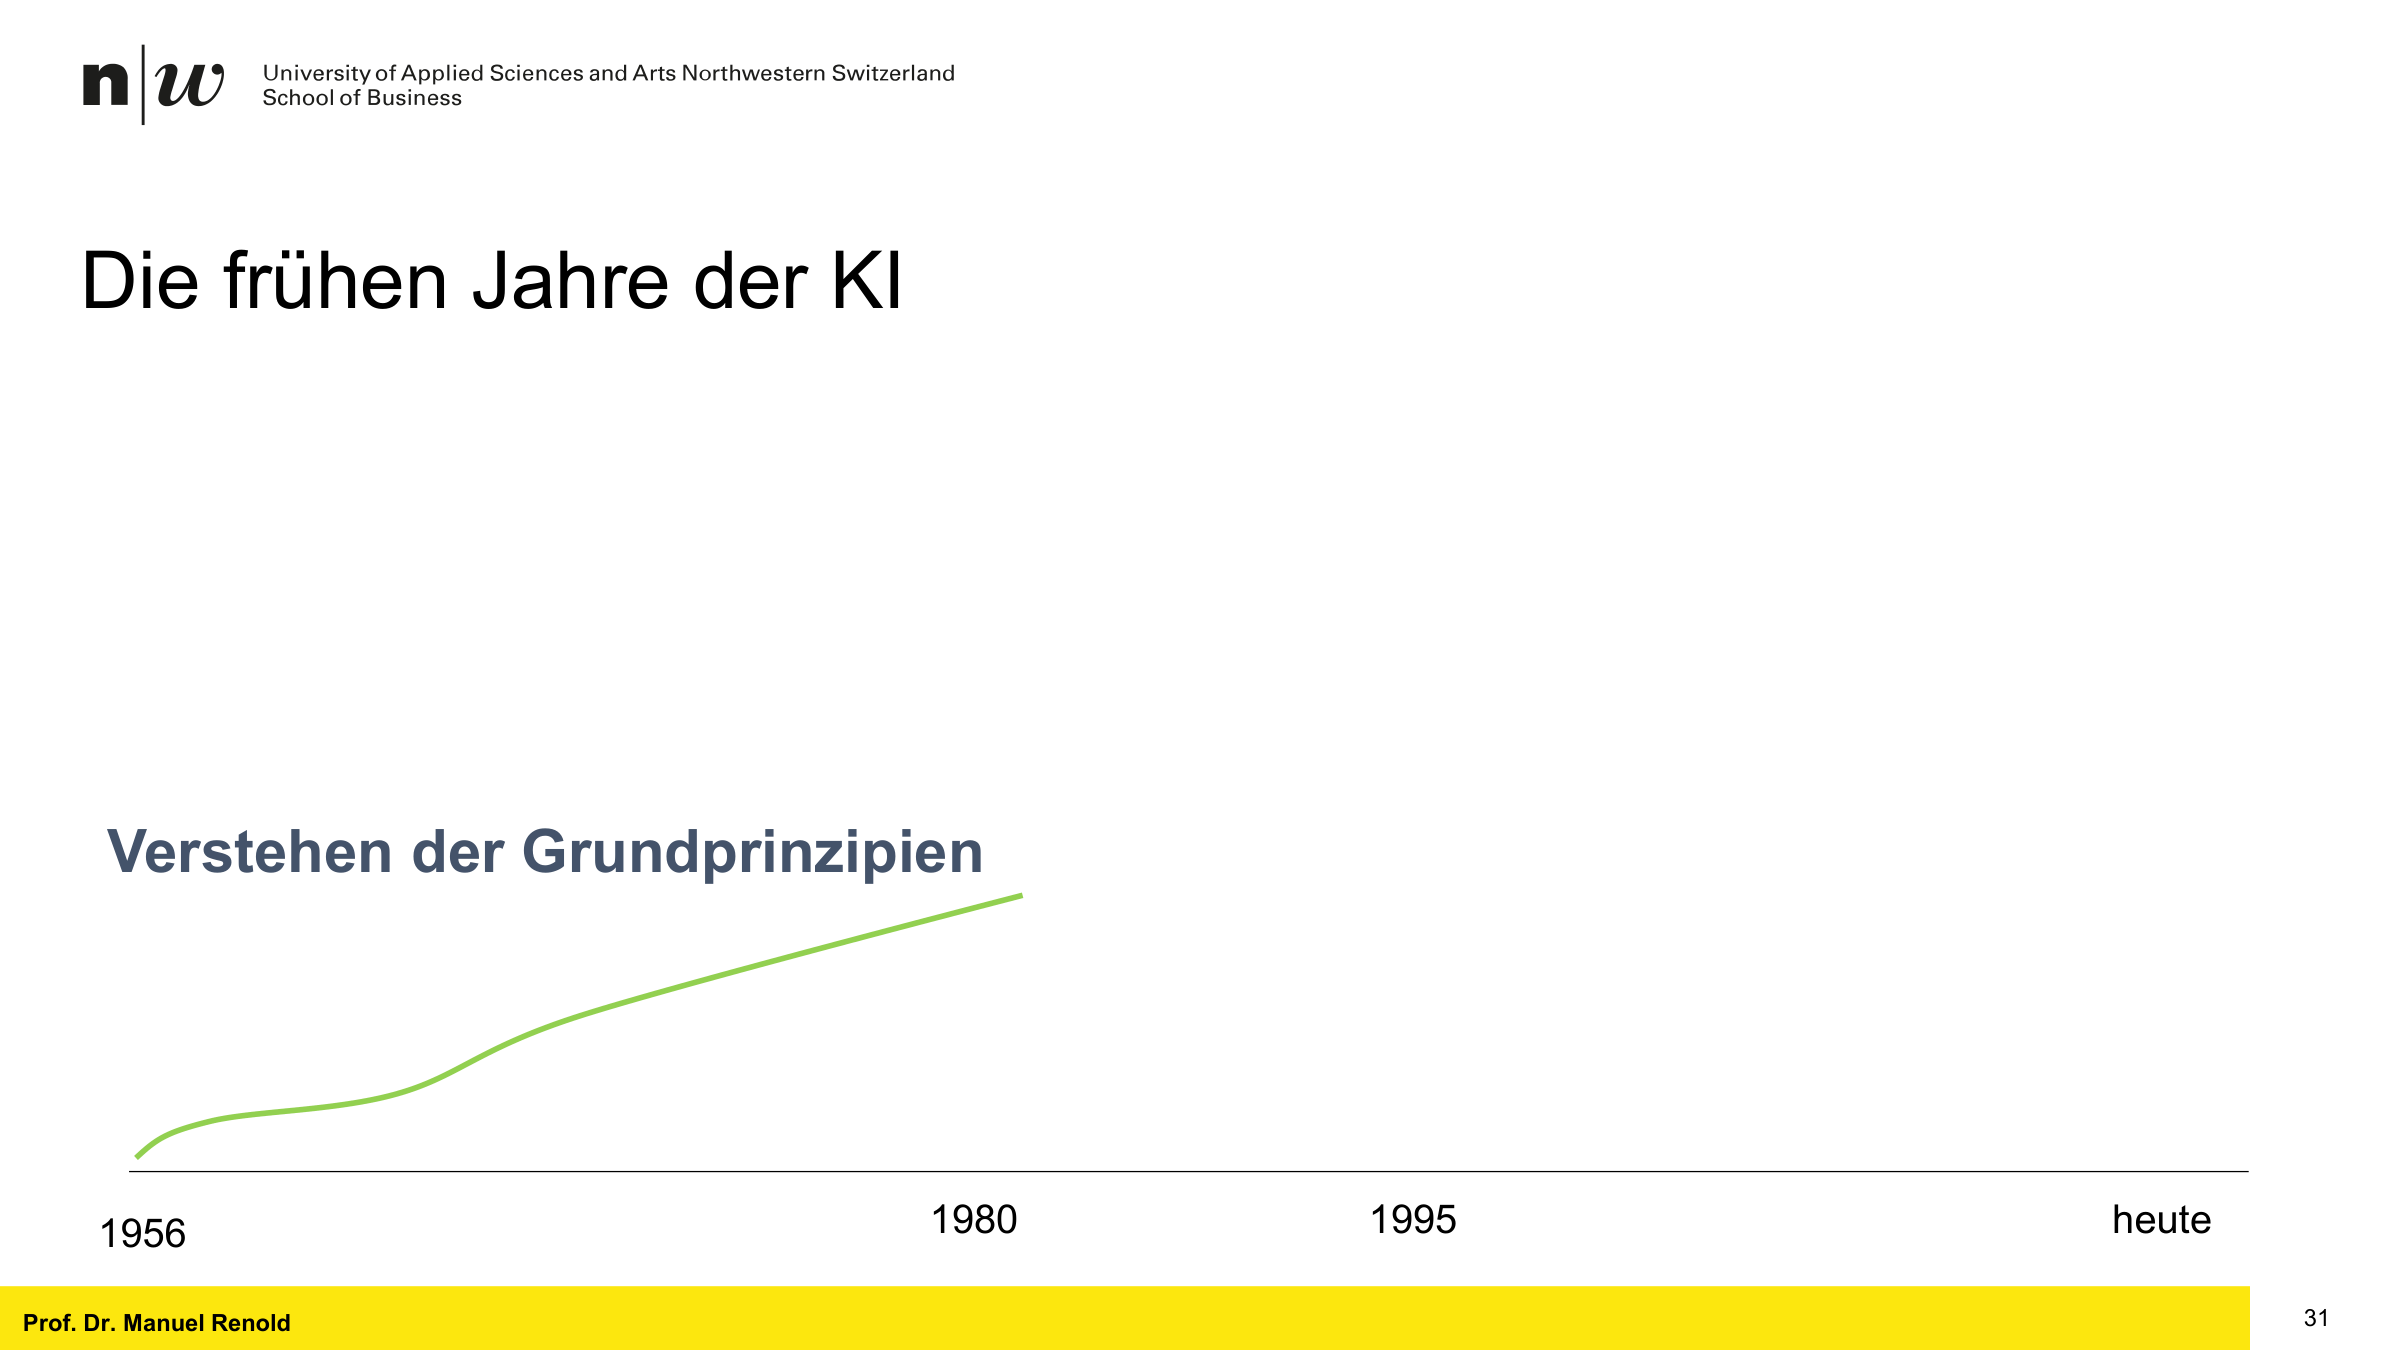 n|w
University of Applied Sciences and Arts Northwestern Switzerland
School of Business
Die frühen Jahre der KI
Verstehen der Grundprinzipien
1956
1980
1995
heute
Prof. Dr. Manuel Renold
31